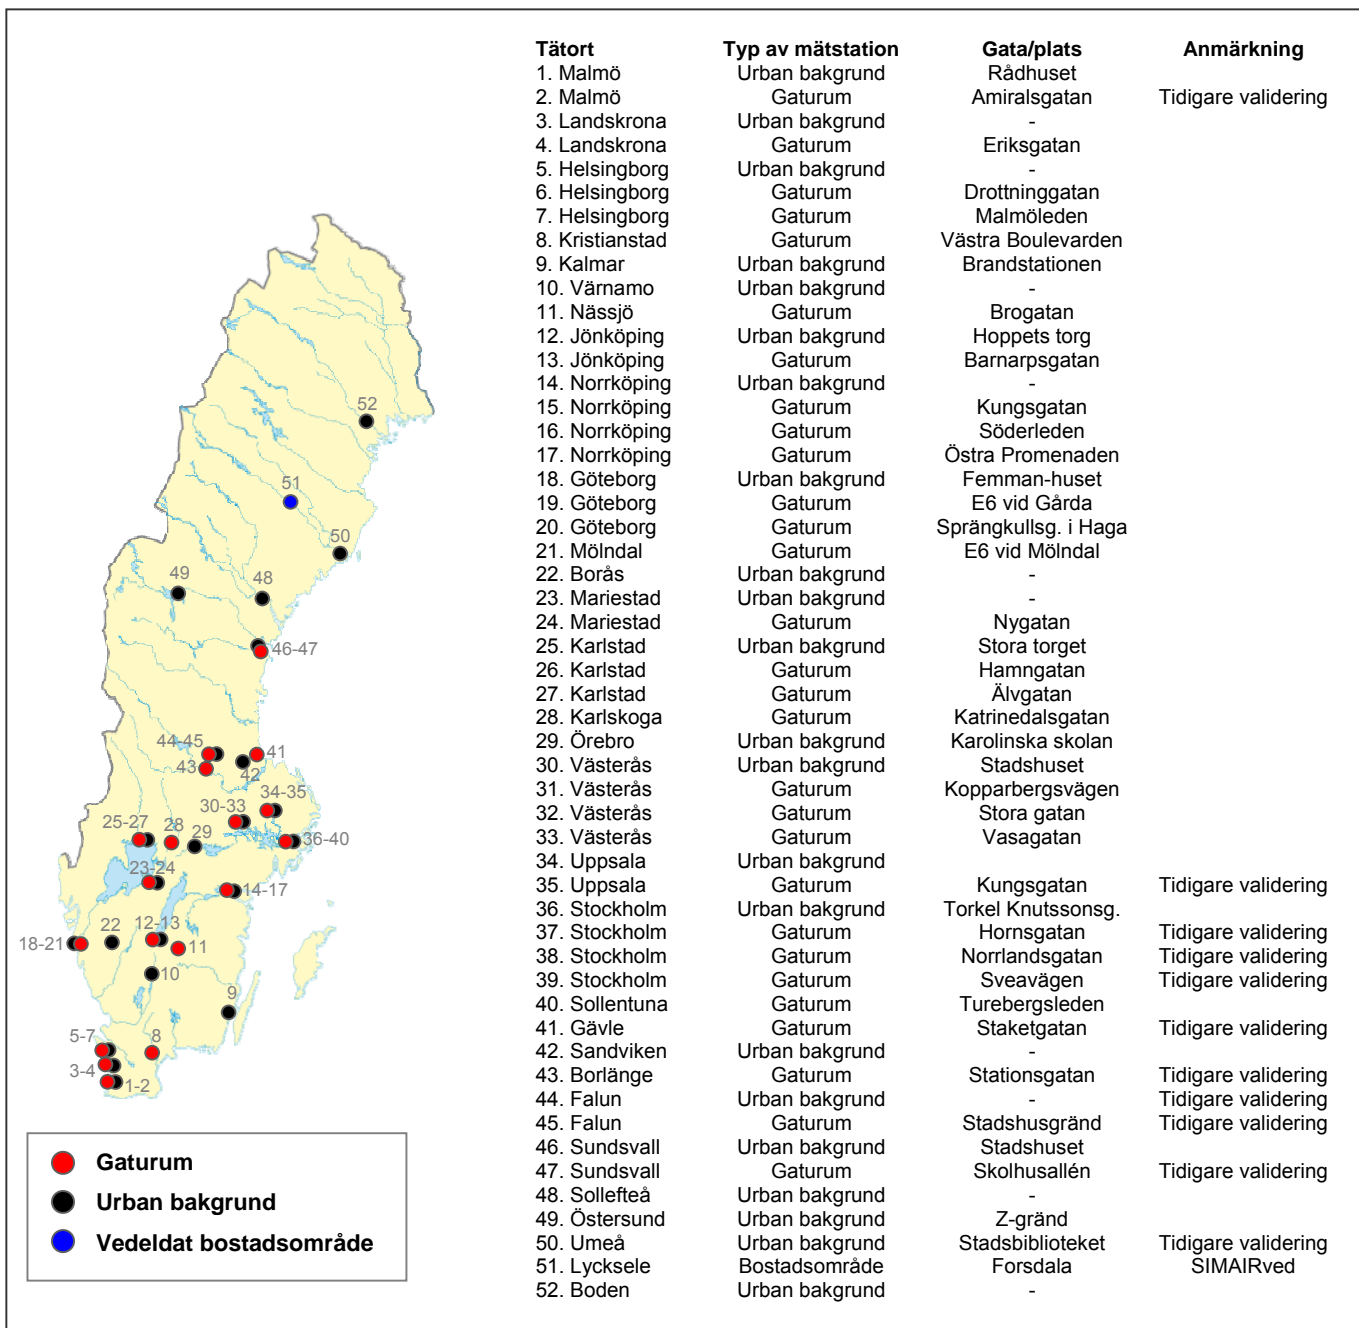 Tätort Typ av mätstation Gata/plats Anmärkning
1. Malmö Urban bakgrund Rådhuset
2. Malmö Gaturum Amiralsgatan Tidigare validering
3. Landskrona Urban bakgrund -
4. Landskrona Gaturum Eriksgatan
5. Helsingborg Urban bakgrund -
6. Helsingborg Gaturum Drottninggatan
7. Helsingborg Gaturum Malmöleden
8. Kristianstad Gaturum Västra Boulevarden
9. Kalmar Urban bakgrund Brandstationen
10. Värnamo Urban bakgrund -
11. Nässjö Gaturum Brogatan
12. Jönköping Urban bakgrund Hoppets torg
13. Jönköping Gaturum Barnarpsgatan
14. Norrköping Urban bakgrund -
15. Norrköping Gaturum Kungsgatan
16. Norrköping Gaturum Söderleden
17. Norrköping Gaturum Östra Promenaden
18. Göteborg Urban bakgrund Femman-huset
19. Göteborg Gaturum E6 vid Gårda
20. Göteborg Gaturum Sprängkullsg. i Haga
21. Mölndal Gaturum E6 vid Mölndal
22. Borås Urban bakgrund -
23. Mariestad Urban bakgrund -
24. Mariestad Gaturum Nygatan
25. Karlstad Urban bakgrund Stora torget
26. Karlstad Gaturum Hamngatan
27. Karlstad Gaturum Älvgatan
28. Karlskoga Gaturum Katrinedalsgatan
29. Örebro Urban bakgrund Karolinska skolan
30. Västerås Urban bakgrund Stadshuset
31. Västerås Gaturum Kopparbergsvägen
32. Västerås Gaturum Stora gatan
33. Västerås Gaturum Vasagatan
34. Uppsala Urban bakgrund
35. Uppsala Gaturum Kungsgatan Tidigare validering
36. Stockholm Urban bakgrund Torkel Knutssonsg.
37. Stockholm Gaturum Hornsgatan Tidigare validering
38. Stockholm Gaturum Norrlandsgatan Tidigare validering
39. Stockholm Gaturum Sveavägen Tidigare validering
40. Sollentuna Gaturum Turebergsleden
41. Gävle Gaturum Staketgatan Tidigare validering
42. Sandviken Urban bakgrund -
43. Borlänge Gaturum Stationsgatan Tidigare validering
44. Falun Urban bakgrund - Tidigare validering
45. Falun Gaturum Stadshusgränd Tidigare validering
46. Sundsvall Urban bakgrund Stadshuset
47. Sundsvall Gaturum Skolhusallén Tidigare validering
48. Sollefteå Urban bakgrund -
49. Östersund Urban bakgrund Z-gränd
50. Umeå Urban bakgrund Stadsbiblioteket Tidigare validering
51. Lycksele Bostadsområde Forsdala SIMAIRved
52. Boden Urban bakgrund -
52
51
50
49
48
46-47
44-45
41
43
42
34-35
30-33
25-27
28
29
36-40
23-24
14-17
22
12-13
18-21
11
10
9
5-7
8
3-4
1-2
Gaturum
Urban bakgrund
Vedeldat bostadsområde